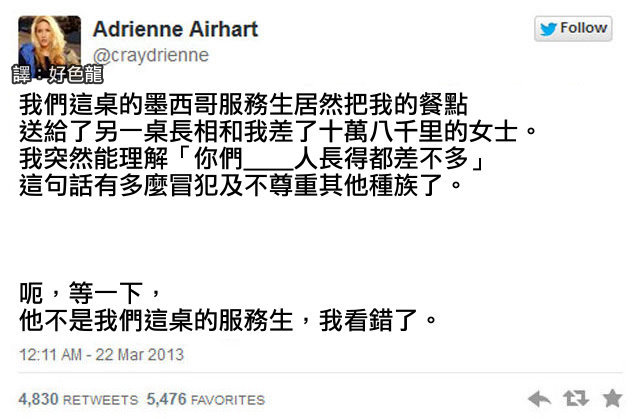 Adrienne Airhart
@craydrienne
Follow
譯：好色龍
我們這桌的墨西哥服務生居然把我的餐點
送給了另一桌長相和我差了十萬八千里的女士。
我突然能理解「你們____人長得都差不多」
這句話有多麼冒犯及不尊重其他種族了。
呃，等一下，
他不是我們這桌的服務生，我看錯了。
12:11 AM - 22 Mar 2013
4,830 RETWEETS 5,476 FAVORITES